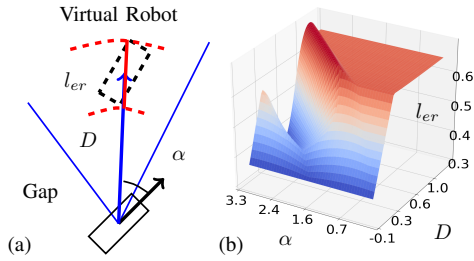 Virtual Robot
l_er
D
α
Gap
(a)
0.6
0.5
0.4
0.3
l_er
3.3
2.4
1.6
0.7
-0.1
α
0.3
0.6
1.0
D
(b)